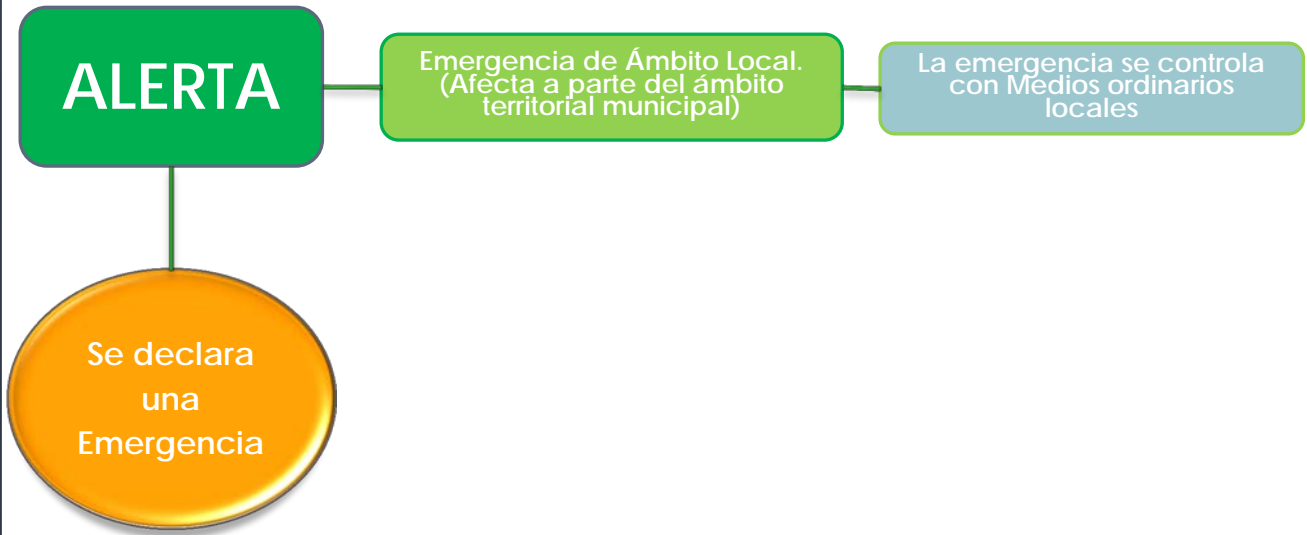 ALERTA
Emergencia de Ámbito Local.
(Afecta a parte del ámbito
territorial municipal)
La emergencia se controla
con Medios ordinarios
locales
Se declara
una
Emergencia